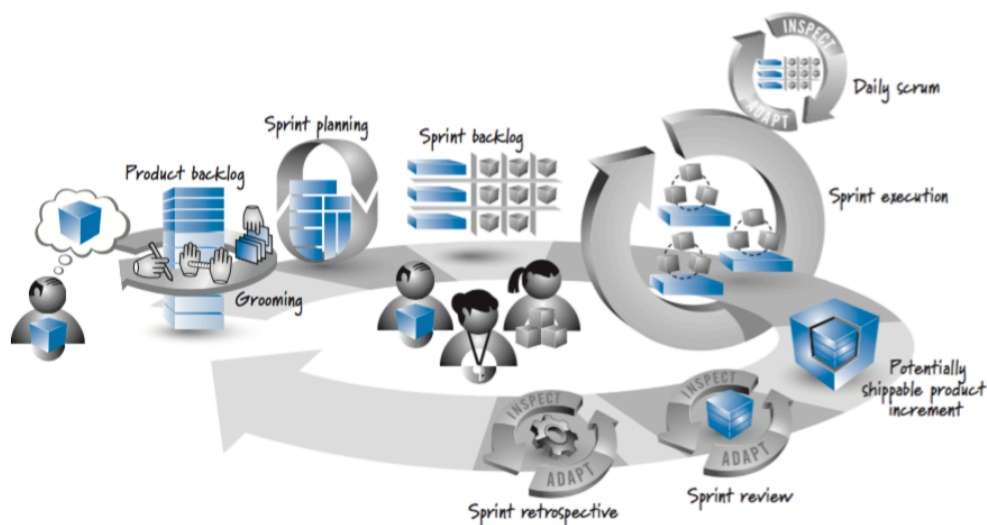 Sprint planning
Product backlog
Grooming
Sprint backlog
INSPECT
ADAPT
Daily scrum
Sprint execution
Potentially
shippable product
increment
INSPECT
ADAPT
Sprint review
INSPECT
ADAPT
Sprint retrospective